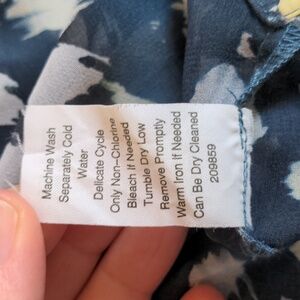 Machine Wash
Separately Cold
Water
Delicate Cycle
Only Non-Chlorine
Bleach If Needed
Tumble Dry Low
Remove Promptly
Warm Iron If Needed
Can Be Dry Cleaned
209859